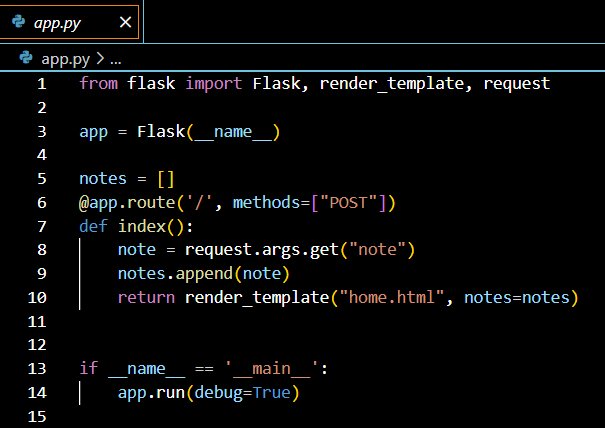 app.py
app.py > ...
1 from flask import Flask, render_template, request
2
3 app = Flask(__name__)
4
5 notes = []
6 @app.route('/', methods=["POST"])
7 def index():
8     note = request.args.get("note")
9     notes.append(note)
10     return render_template("home.html", notes=notes)
11
12
13 if __name__ == '__main__':
14     app.run(debug=True)
15